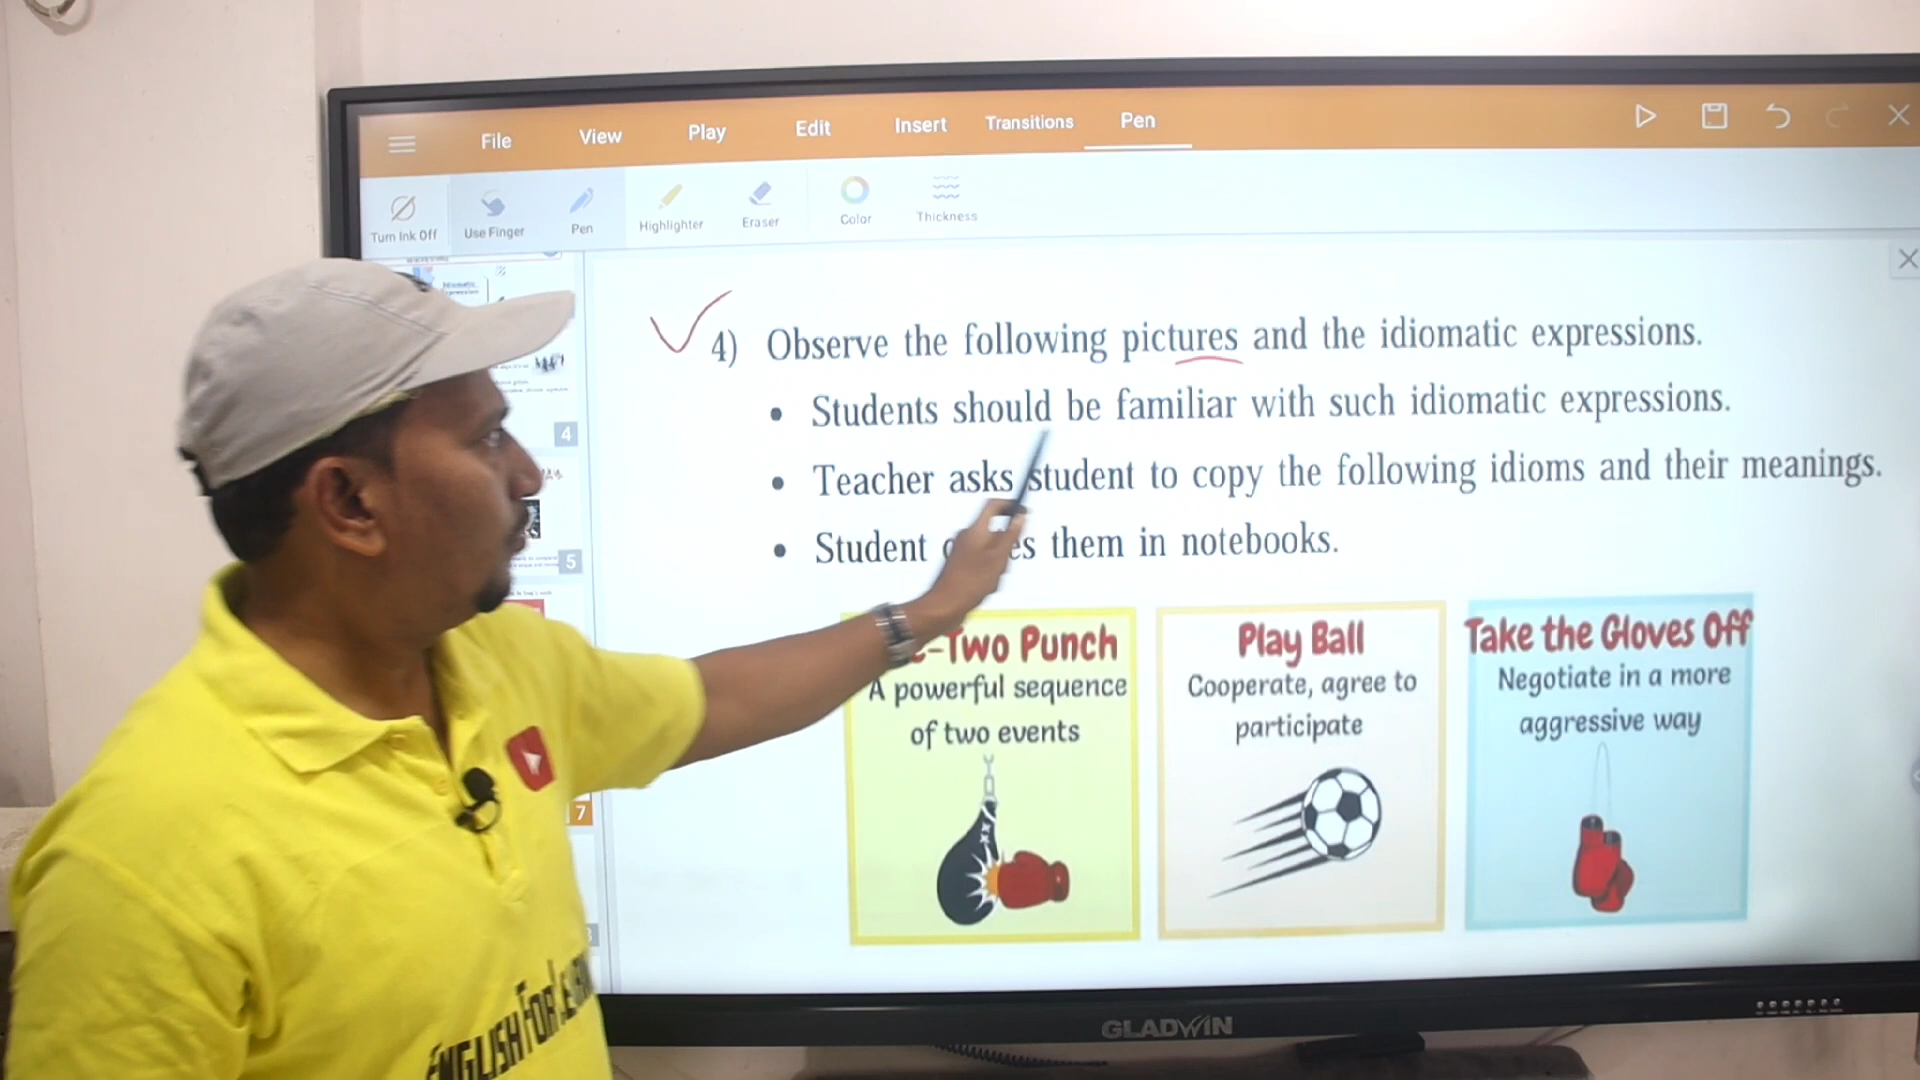 File View Play Edit Insert Transitions Pen
Turn Ink Off Use Finger Pen Highlighter Eraser Color Thickness
4) Observe the following pictures and the idiomatic expressions.
• Students should be familiar with such idiomatic expressions.
• Teacher asks student to copy the following idioms and their meanings.
• Student them in notebooks.
-Two Punch
A powerful sequence
of two events
Play Ball
Cooperate, agree to
participate
Take the Gloves Off
Negotiate in a more
aggressive way
4
5
7
GLADWIN
ENGLISH FOR